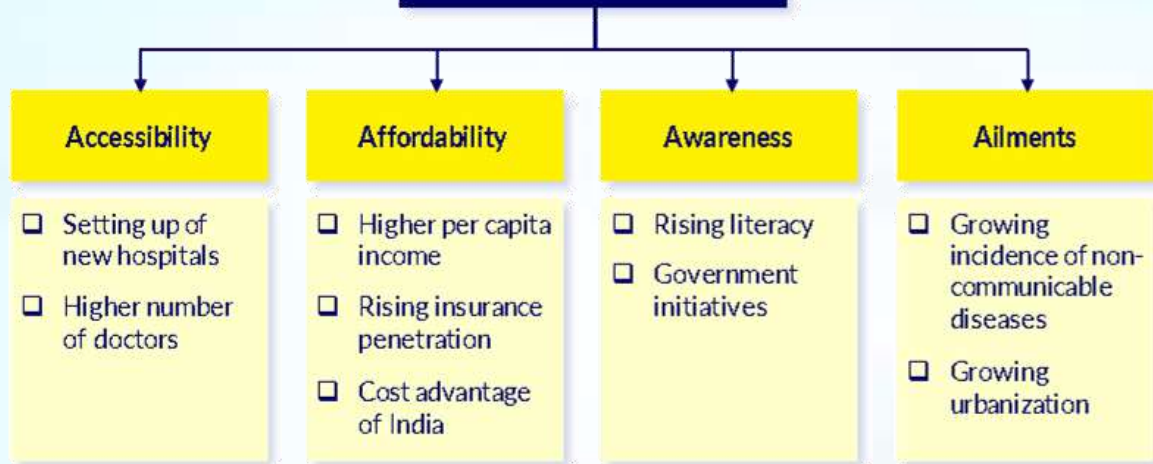 Accessibility
Setting up of
new hospitals
Higher number
of doctors
Affordability
Higher per capita
income
Rising insurance
penetration
Cost advantage
of India
Awareness
Rising literacy
Government
initiatives
Ailments
Growing
incidence of non-
communicable
diseases
Growing
urbanization